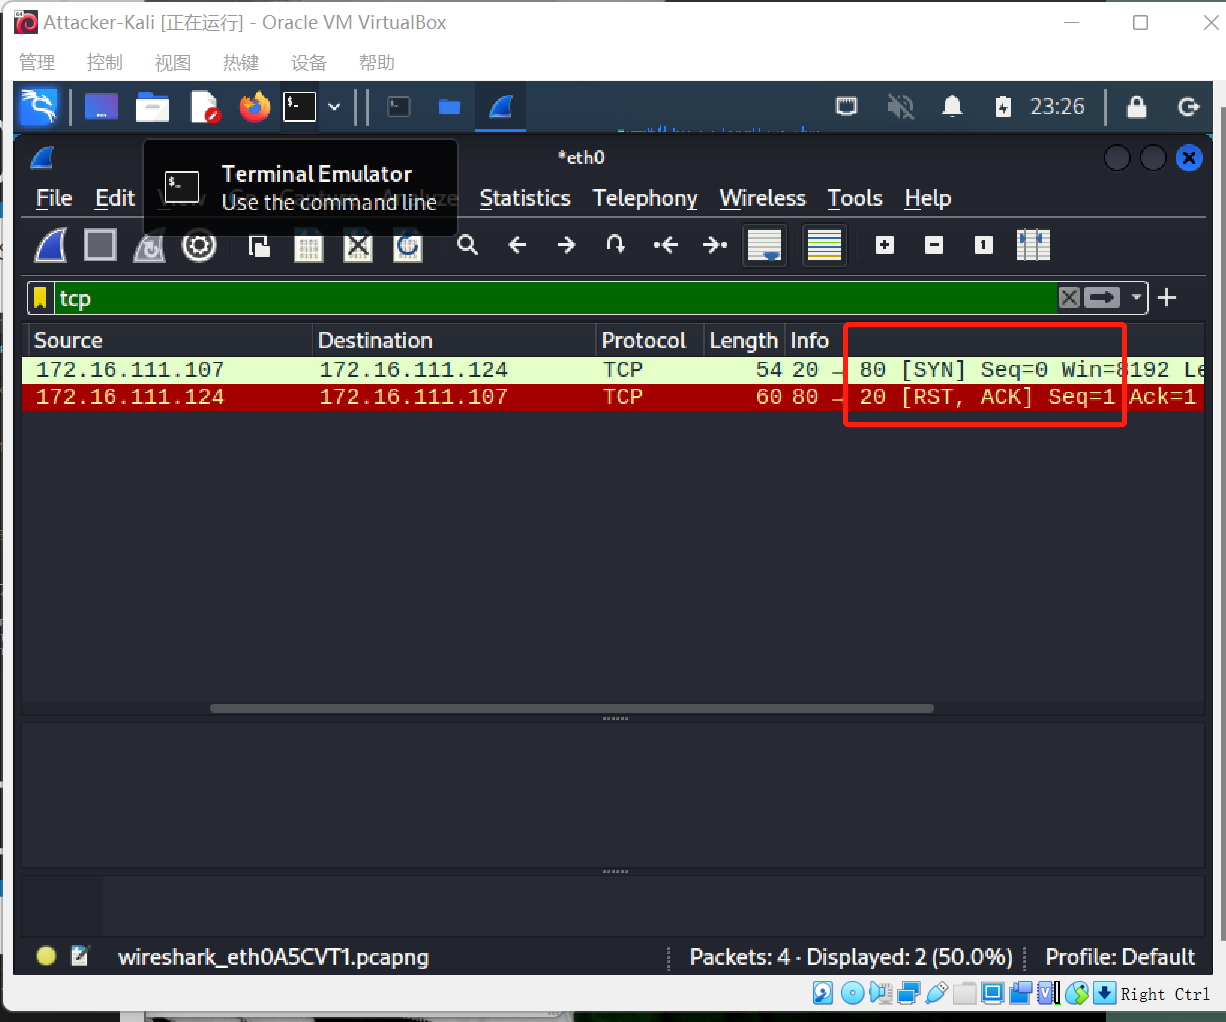 Attacker-Kali [正在运行] - Oracle VM VirtualBox
管理 控制 视图 热键 设备 帮助
23:26
*eth0
Terminal Emulator
Use the command line
File Edit View Go Capture Analyze Statistics Telephony Wireless Tools Help
tcp
Source Destination Protocol Length Info
172.16.111.107 172.16.111.124 TCP 54 20 → 80 [SYN] Seq=0 Win=8192 Le
172.16.111.124 172.16.111.107 TCP 60 80 → 20 [RST, ACK] Seq=1 Ack=1
wireshark_eth0A5CVT1.pcapng
Packets: 4 · Displayed: 2 (50.0%)
Profile: Default
Right Ctrl